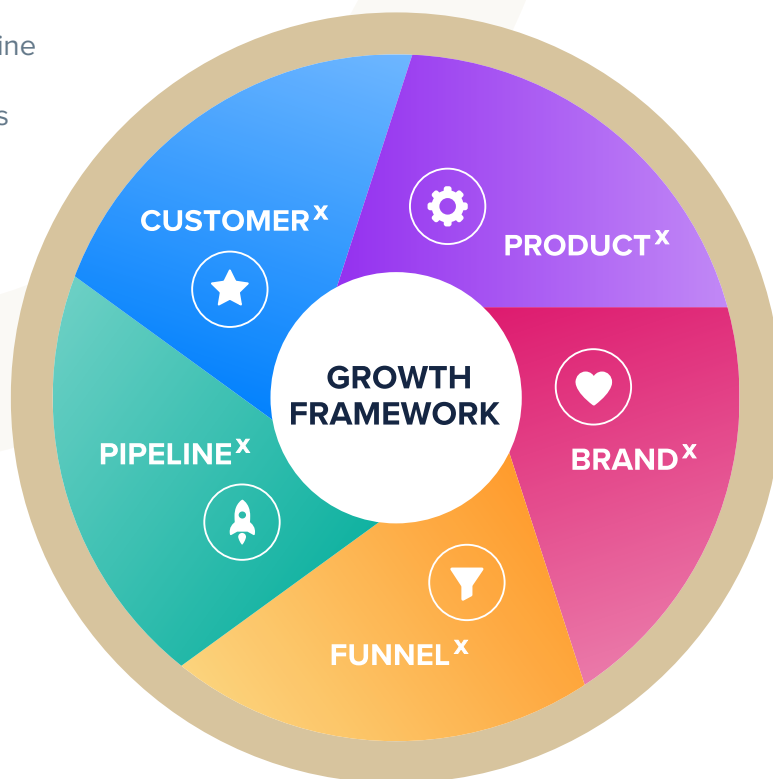 CUSTOMERˣ
PRODUCTˣ
GROWTH
FRAMEWORK
BRANDˣ
PIPELINEˣ
FUNNELˣ